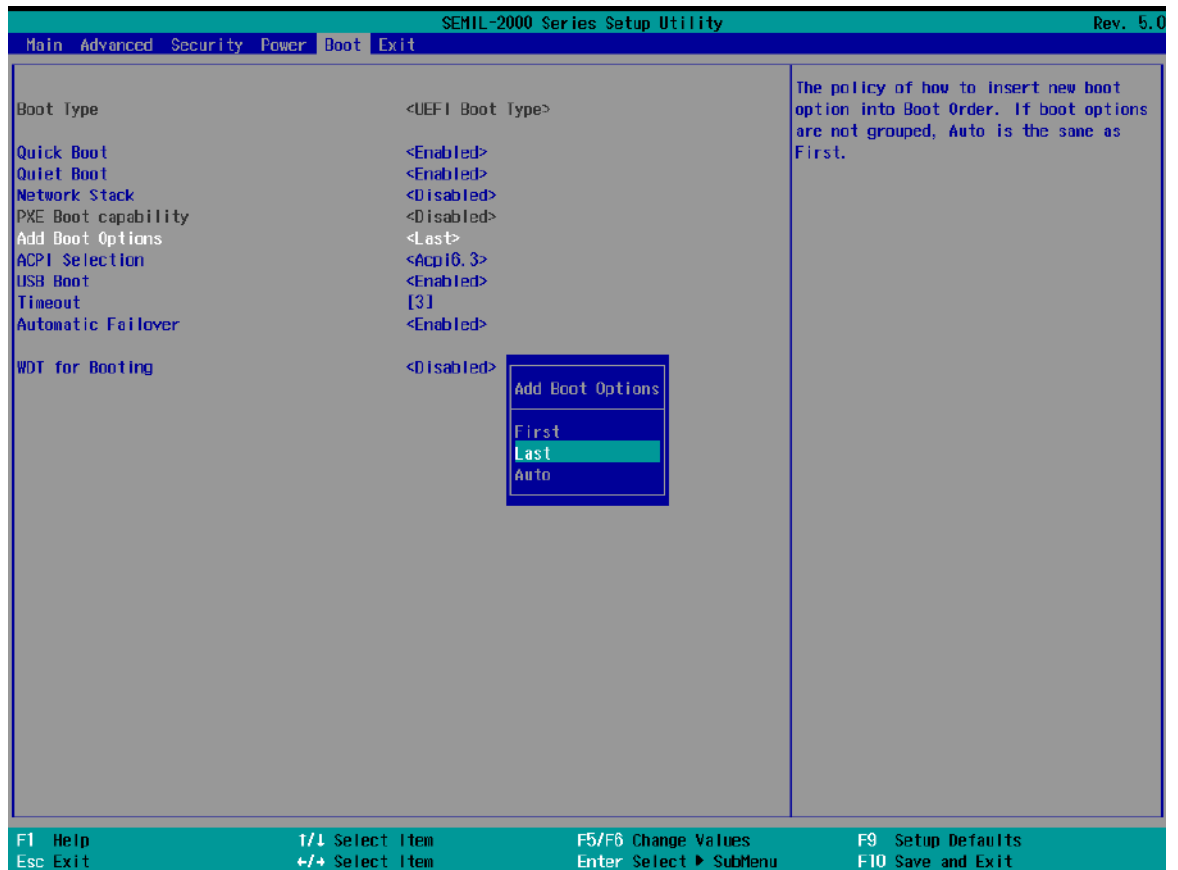 SEMIL-2000 Series Setup Utility Rev. 5.0
Main Advanced Security Power Boot Exit
Boot Type <UEFI Boot Type>
Quick Boot <Enabled>
Quiet Boot <Enabled>
Network Stack <Disabled>
PXE Boot capability <Disabled>
Add Boot Options <Last>
ACPI Selection <Acpi6.3>
USB Boot <Enabled>
Timeout [3]
Automatic Failover <Enabled>
WDT for Booting <Disabled>
Add Boot Options
First
Last
Auto
The policy of how to insert new boot
option into Boot Order. If boot options
are not grouped, Auto is the same as
First.
F1 Help ↑/↓ Select Item F5/F6 Change Values F9 Setup Defaults
Esc Exit ←/→ Select Item Enter Select ▶ SubMenu F10 Save and Exit